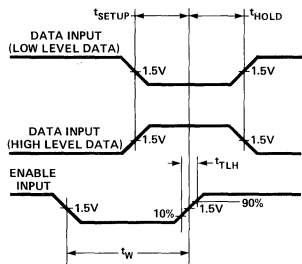 tSETUP
tHOLD
DATA INPUT
(LOW LEVEL DATA)
1.5V
1.5V
DATA INPUT
(HIGH LEVEL DATA)
1.5V
1.5V
tTLH
ENABLE
INPUT
1.5V
10%
1.5V
90%
tW